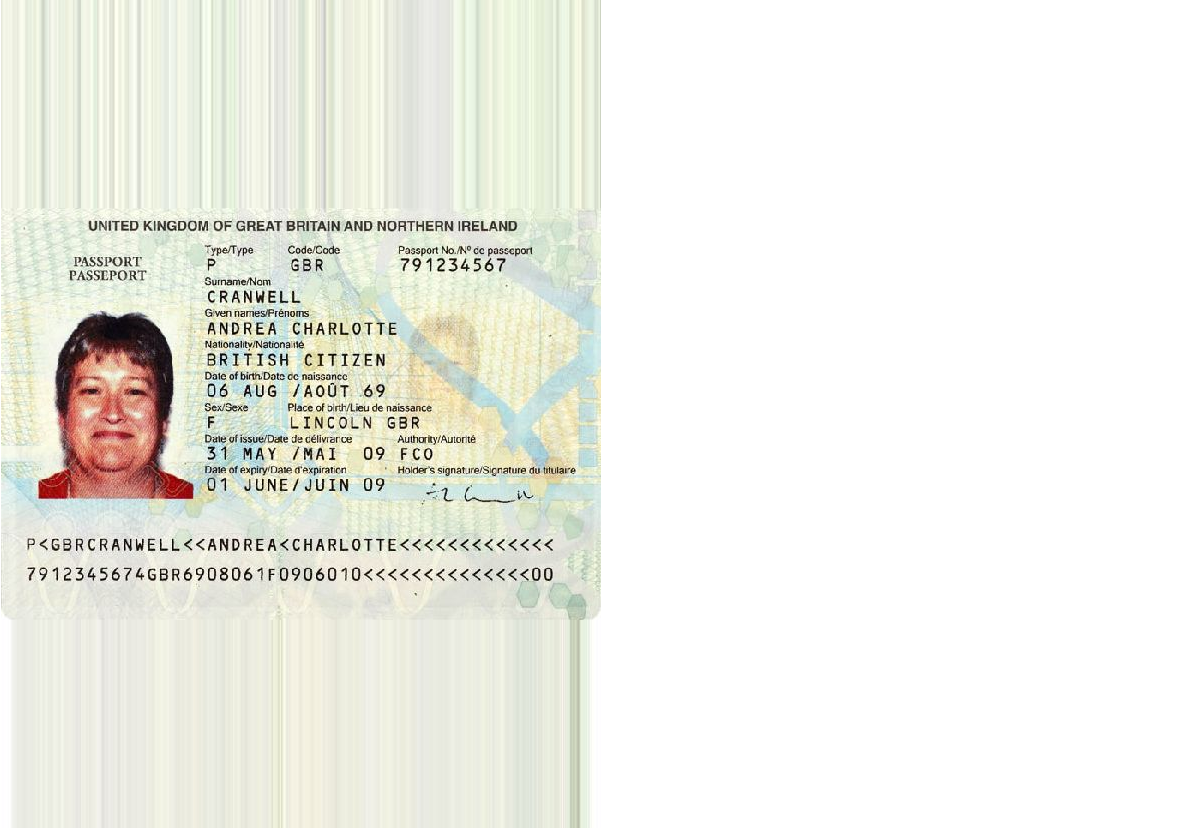 UNITED KINGDOM OF GREAT BRITAIN AND NORTHERN IRELAND
PASSPORT
PASSEPORT
Type/Type Code/Code Passport No./Nº de passeport
P GBR 791234567
Surname/Nom
CRANWELL
Given names/Prénoms
ANDREA CHARLOTTE
Nationality/Nationalité
BRITISH CITIZEN
Date of birth/Date de naissance
06 AUG /AOÛT 69
Sex/Sexe Place of birth/Lieu de naissance
F LINCOLN GBR
Date of issue/Date de délivrance Authority/Autorité
31 MAY /MAI 09 FCO
Date of expiry/Date d'expiration Holder's signature/Signature du titulaire
01 JUNE/JUIN 09
P<GBRCRANWELL<<ANDREA<CHARLOTTE<<<<<<<<<<<<<
7912345674GBR6908061F0906010<<<<<<<<<<<<<<00